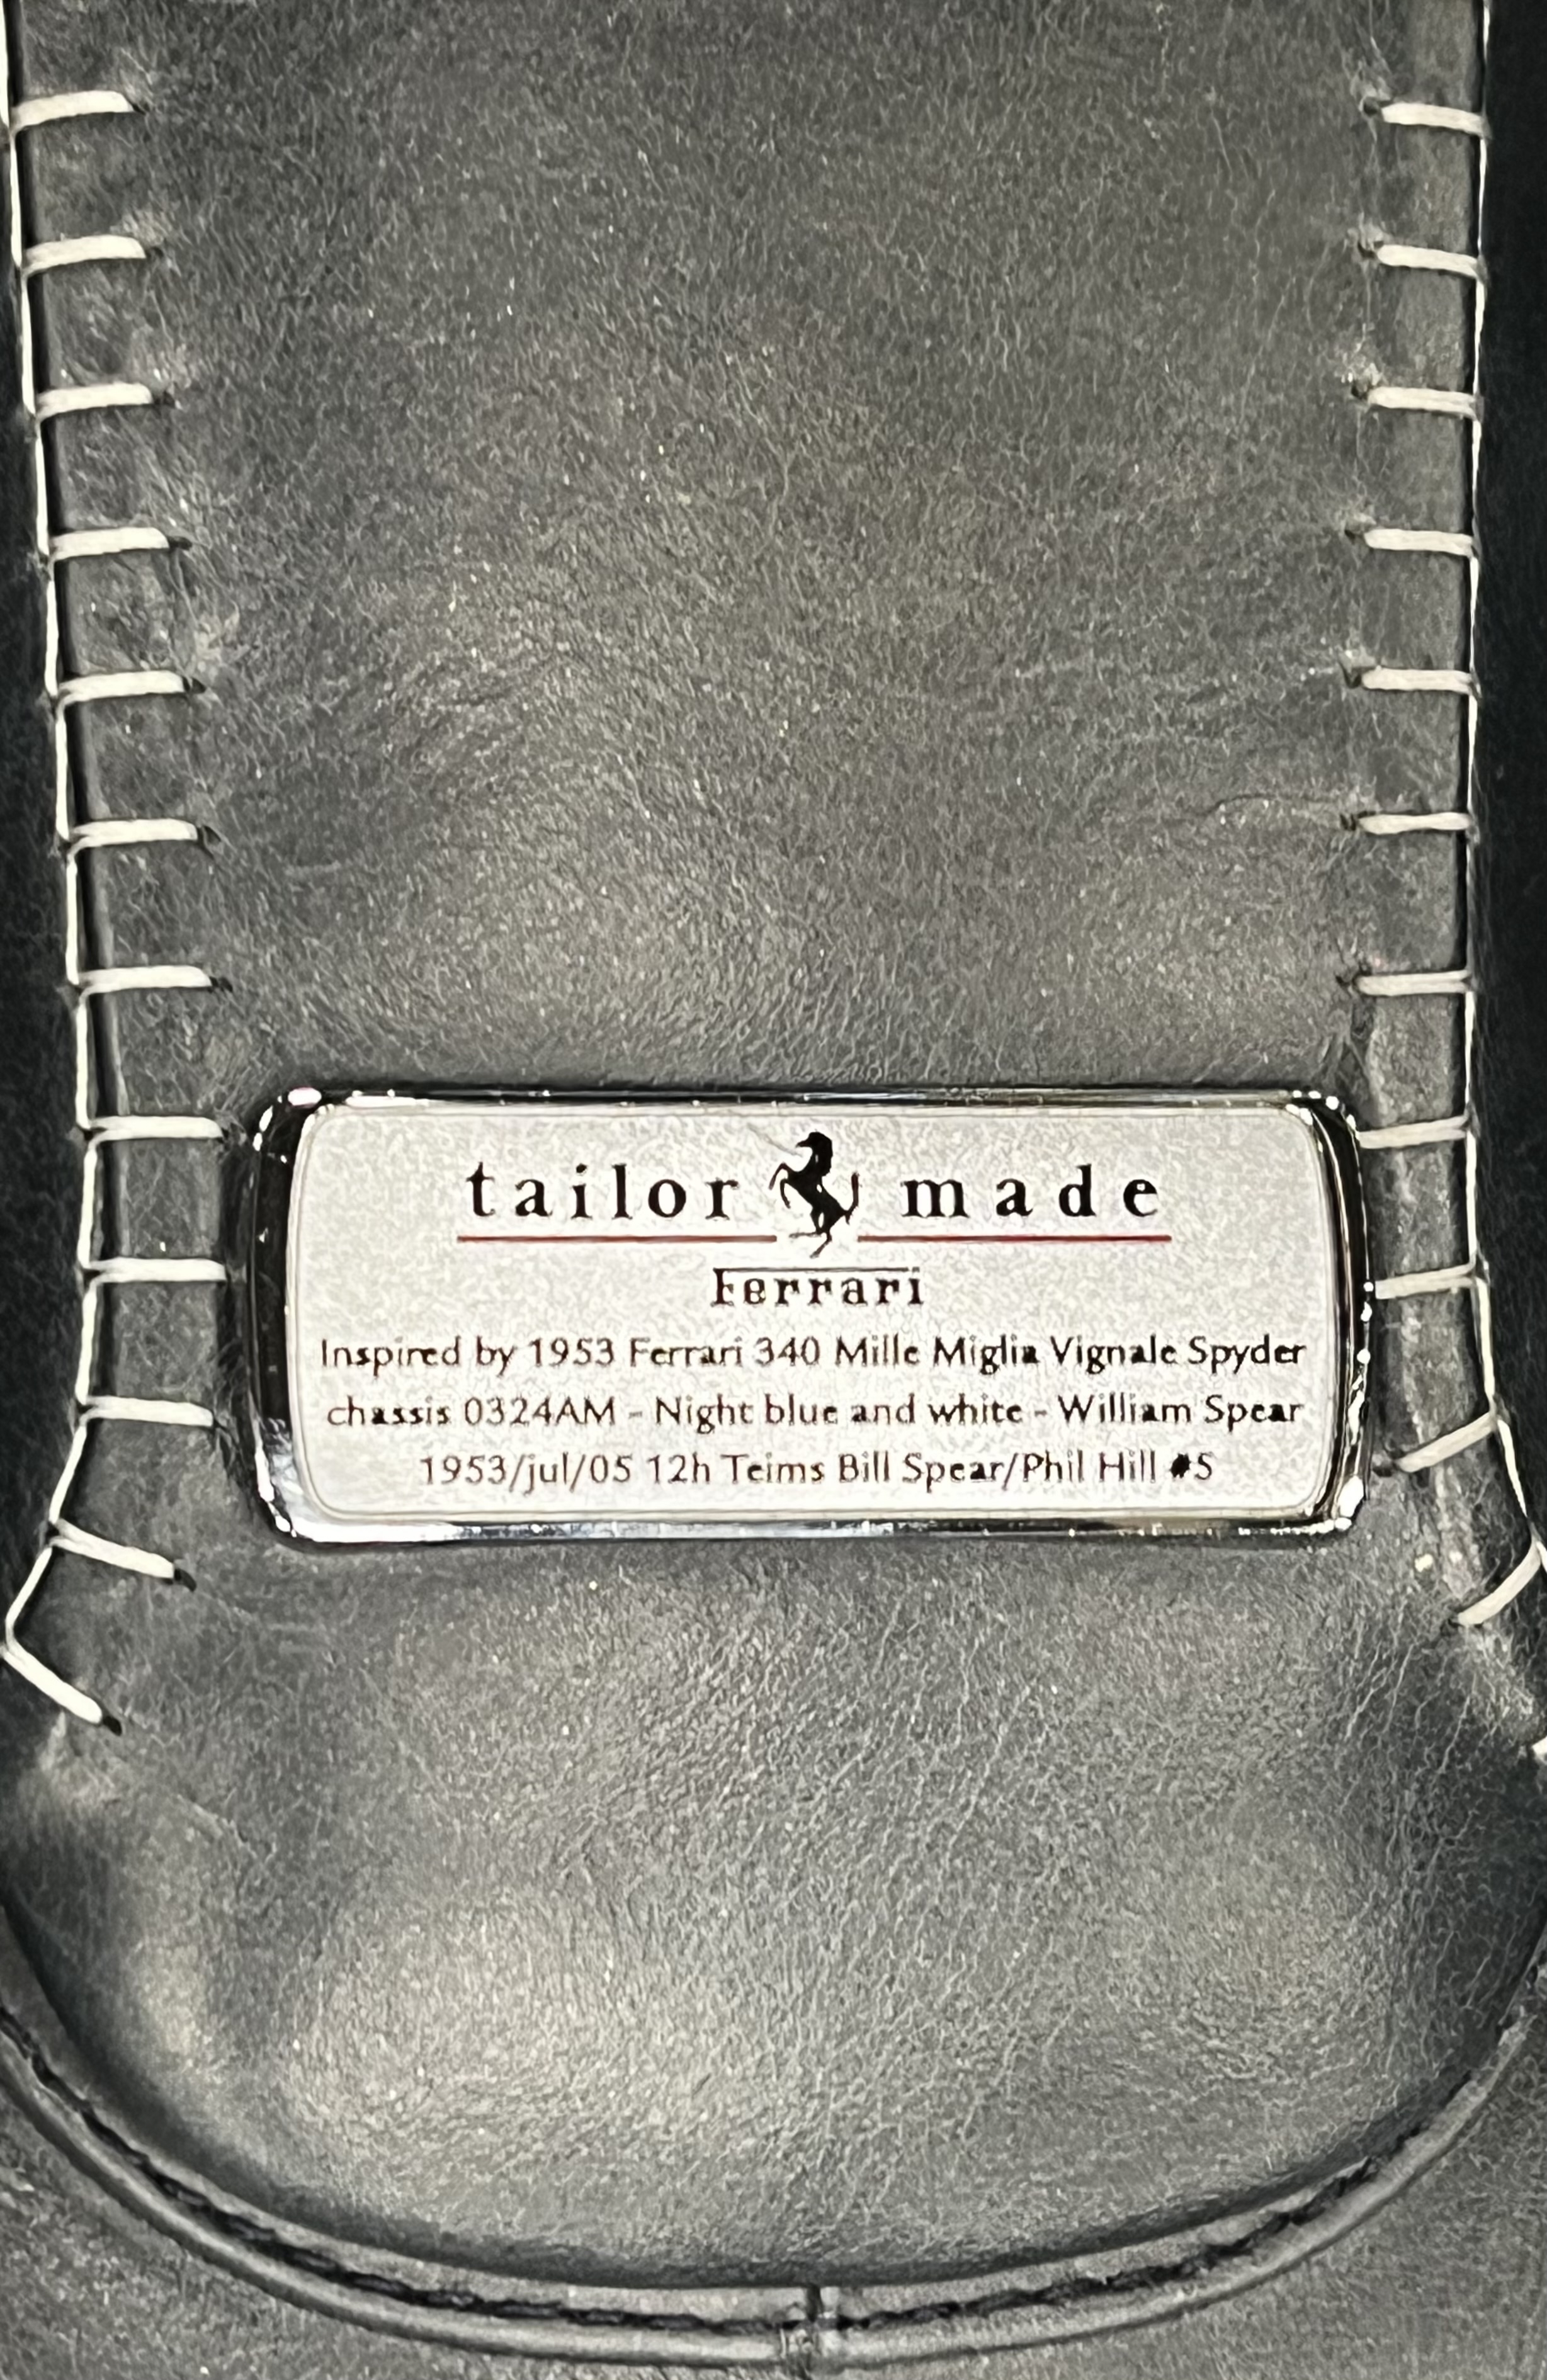 tailor made
Ferrari
Inspired by 1953 Ferrari 340 Mille Miglia Vignale Spyder
chassis 0324AM - Night blue and white - William Spear
1953/jul/05 12h Teims Bill Spear/Phil Hill #5